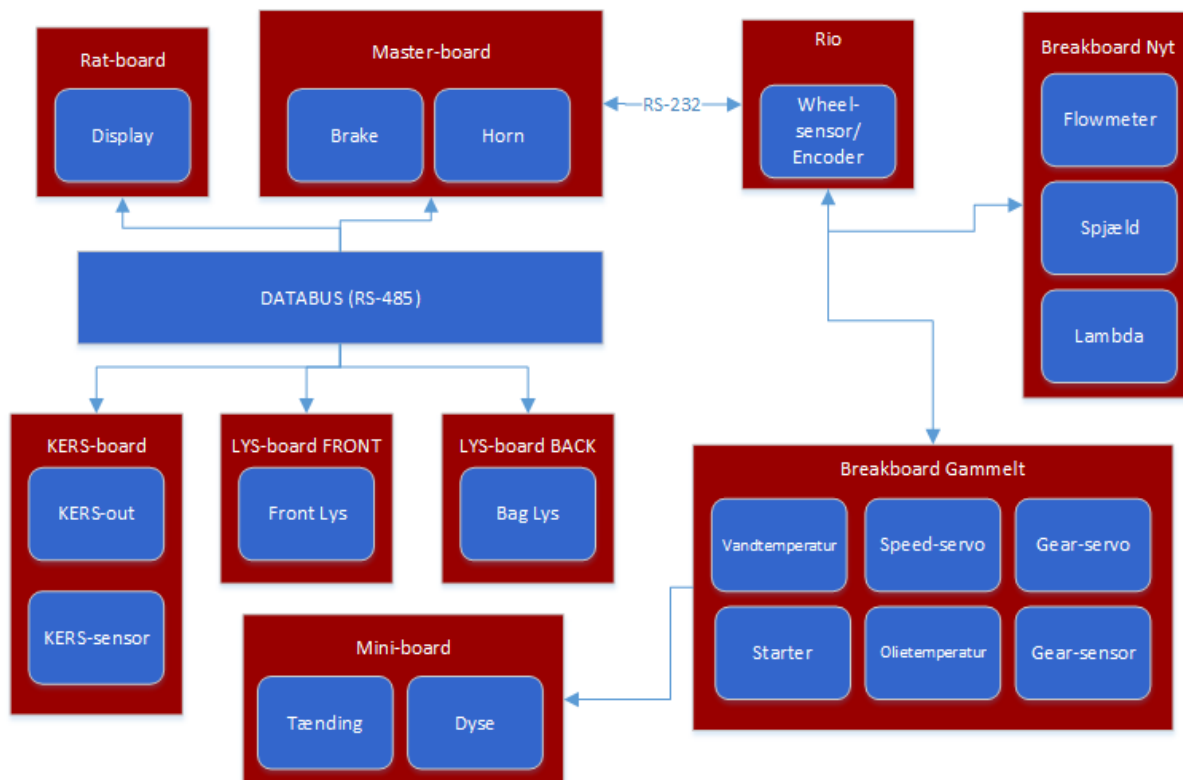 Rat-board
Display
Master-board
Brake
Horn
RS-232
Rio
Wheel-
sensor/
Encoder
Breakboard Nyt
Flowmeter
Spjæld
Lambda
DATABUS (RS-485)
KERS-board
KERS-out
KERS-sensor
LYS-board FRONT
Front Lys
LYS-board BACK
Bag Lys
Breakboard Gammelt
Vandtemperatur
Speed-servo
Gear-servo
Starter
Olietemperatur
Gear-sensor
Mini-board
Tænding
Dyse